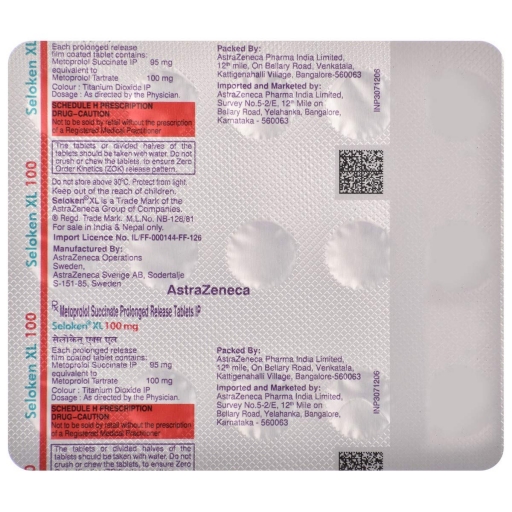 Seloken XL 100
Each prolonged release
film coated tablet contains:
Metoprolol Succinate IP 95 mg
equivalent to
Metoprolol Tartrate 100 mg
Colour : Titanium Dioxide IP
Dosage : As directed by the Physician.
SCHEDULE H PRESCRIPTION
DRUG-CAUTION
Not to be sold by retail without the prescription
of a Registered Medical Practitioner
The tablets or divided halves of the
tablets should be taken with water. Do not
crush or chew the tablets, to ensure Zero
Order Kinetics (ZOK) release pattern.
Do not store above 30°C. Protect from light.
Keep out of the reach of children.
Seloken® XL is a Trade Mark of the
AstraZeneca Group of Companies.
® Regd. Trade Mark. M.L.No. NB-126/81
For sale in India & Nepal only.
Import Licence No. IL/FF-000144-FF-126
Manufactured By:
AstraZeneca Operations
Sweden,
AstraZeneca Sverige AB, Sodertalje
S-151-85, Sweden
Packed By:
AstraZeneca Pharma India Limited,
12th mile, On Bellary Road, Venkatala,
Kattigenahalli Village, Bangalore-560063
Imported and Marketed by:
AstraZeneca Pharma India Limited,
Survey No.5-2/E, 12th Mile on
Bellary Road, Yelahanka, Bangalore,
Karnataka - 560063
INP3071206
AstraZeneca
Rx Metoprolol Succinate Prolonged Release Tablets IP
Seloken® XL 100 mg
सेलोकेन् एक्स एल
Seloken XL 100
Each prolonged release
film coated tablet contains:
Metoprolol Succinate IP 95 mg
equivalent to
Metoprolol Tartrate 100 mg
Colour : Titanium Dioxide IP
Dosage : As directed by the Physician.
SCHEDULE H PRESCRIPTION
DRUG-CAUTION
Not to be sold by retail without the prescription
of a Registered Medical Practitioner
The tablets or divided halves of the
tablets should be taken with water. Do not
crush or chew the tablets, to ensure Zero
Packed By:
AstraZeneca Pharma India Limited,
12th mile, On Bellary Road, Venkatala,
Kattigenahalli Village, Bangalore-560063
Imported and Marketed by:
AstraZeneca Pharma India Limited,
Survey No.5-2/E, 12th Mile on
Bellary Road, Yelahanka, Bangalore,
Karnataka - 560063
INP3071206